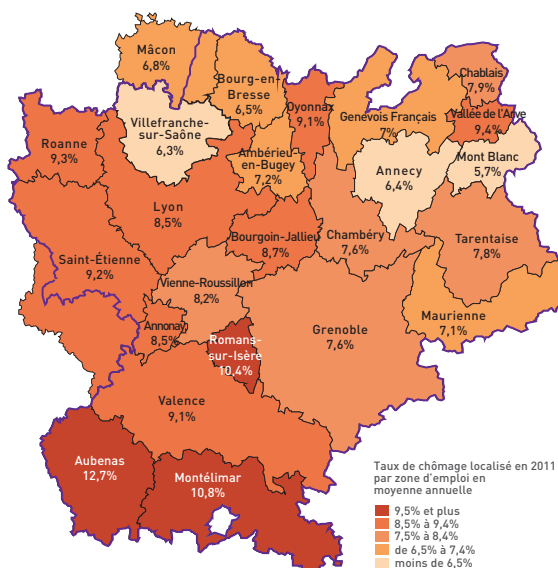 Mâcon
6,8%
Bourg-en-
Bresse
6,5%
Oyonnax
9,1%
Genevois Français
7%
Chablais
7,9%
Vallée de l'Arve
9,4%
Villefranche-
sur-Saône
6,3%
Roanne
9,3%
Ambérieu-
en-Bugey
7,2%
Annecy
6,4%
Mont Blanc
5,7%
Lyon
8,5%
Bourgoin-Jallieu
8,7%
Chambéry
7,6%
Tarentaise
7,8%
Saint-Étienne
9,2%
Vienne-Roussillon
8,2%
Maurienne
7,1%
Annonay
8,5%
Romans-
sur-Isère
10,4%
Grenoble
7,6%
Valence
9,1%
Aubenas
12,7%
Montélimar
10,8%
Taux de chômage localisé en 2011
par zone d'emploi en
moyenne annuelle
9,5% et plus
8,5% à 9,4%
7,5% à 8,4%
de 6,5% à 7,4%
moins de 6,5%